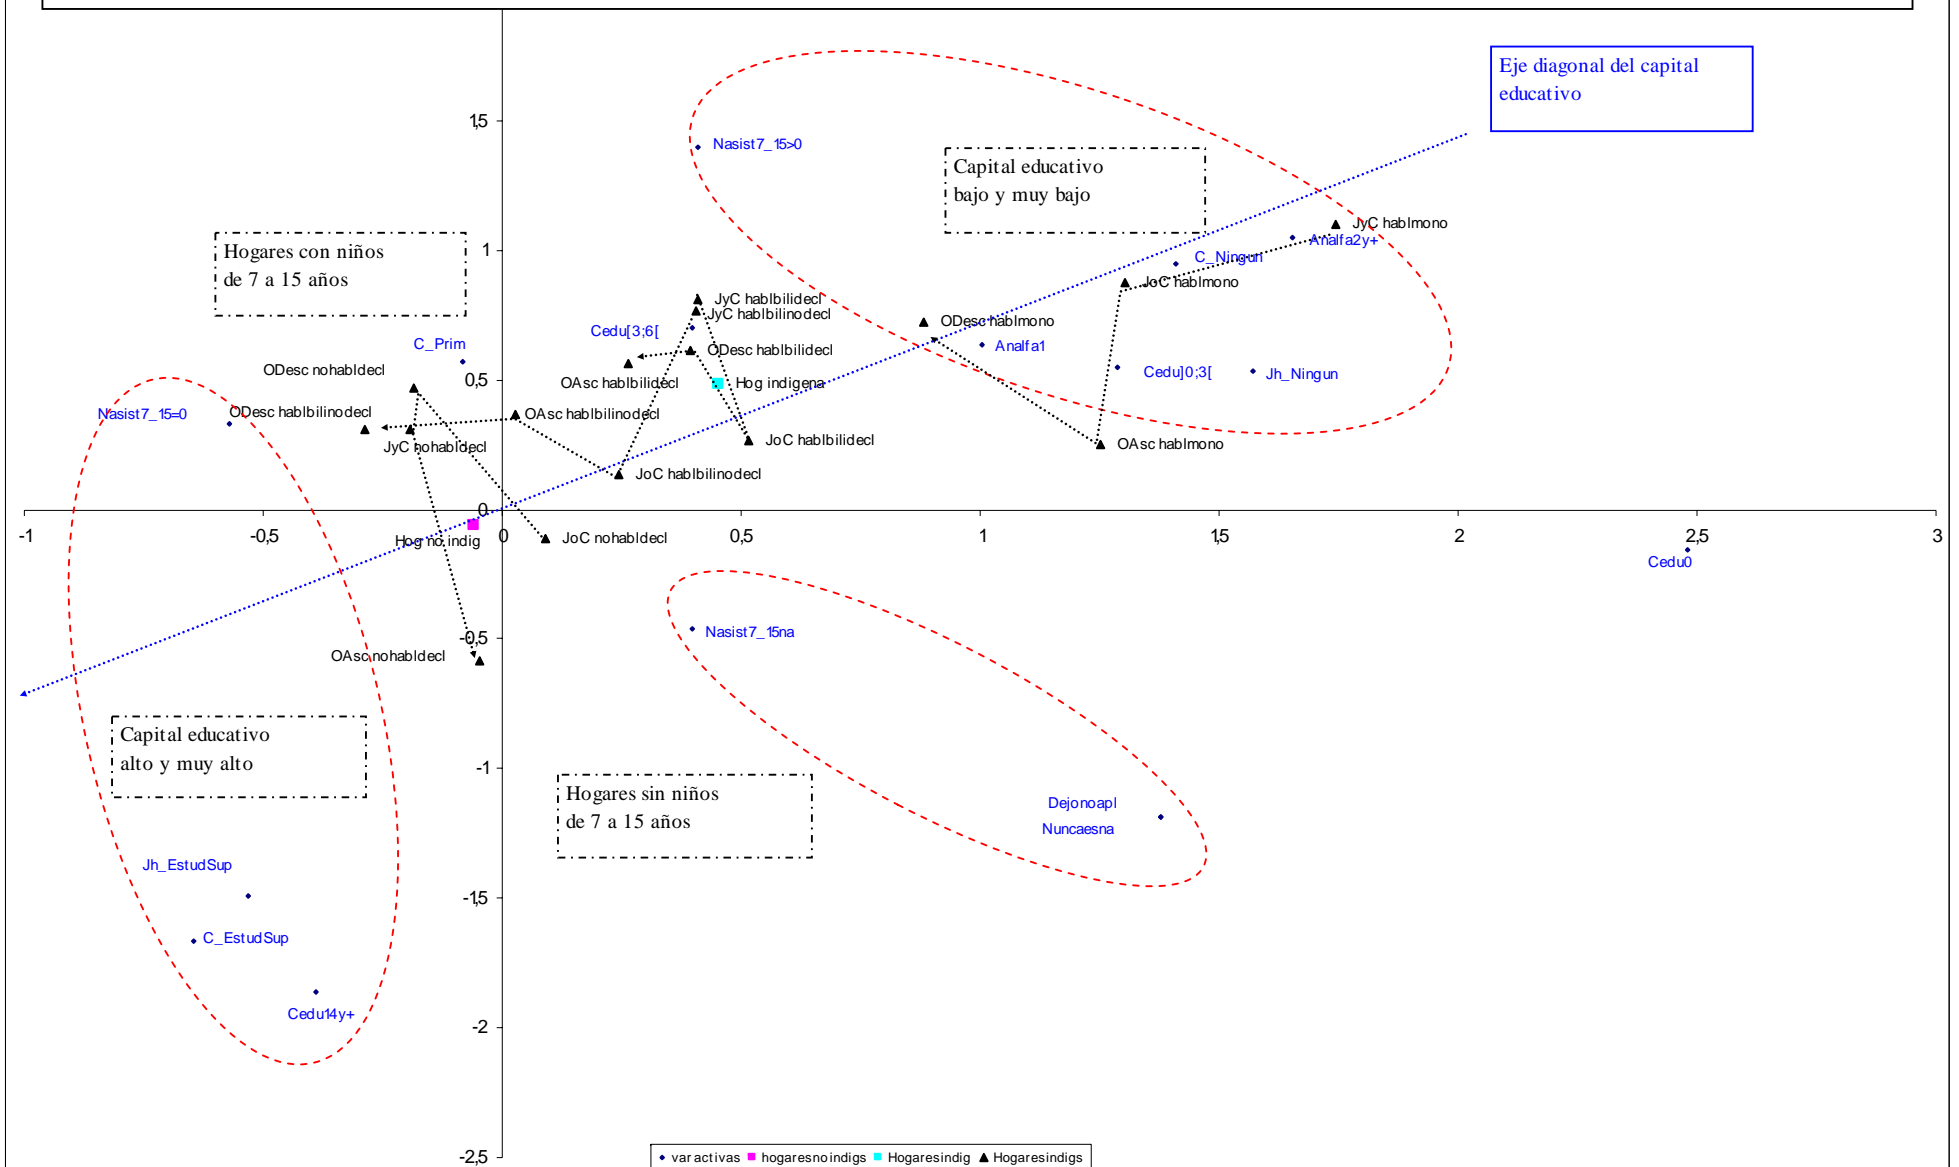 Eje diagonal del capital
educativo
1,5
Nasist7_15>0
Capital educativo
bajo y muy bajo
JyC hablmono
Analfa2y+
Hogares con niños
de 7 a 15 años
1
C_Ningun
JoC hablmono
JyC hablbilidecl
JyC hablbilinodecl
Cedu[3;6[
ODesc hablmono
C_Prim
ODesc hablbilidecl
Analfa1
ODesc nohabldecl
OAsc hablbilidecl
Hog indigena
Cedu]0;3[
Jh_Ningun
0,5
Nasist7_15=0
ODesc hablbilinodecl
OAsc hablbilinodecl
JyC nohabldecl
JoC hablbilidecl
OAsc hablmono
JoC hablbilinodecl
0
-1
-0,5
0
0,5
1
1,5
2
2,5
3
Hog no indig
JoC nohabldecl
Cedu0
-0,5
Nasist7_15na
OAsc nohabldecl
Capital educativo
alto y muy alto
-1
Hogares sin niños
de 7 a 15 años
Dejonoapl
Nuncaesna
Jh_EstudSup
-1,5
C_EstudSup
Cedu14y+
-2
-2,5
var activas hogaresnoindigs Hogaresindig Hogaresindigs